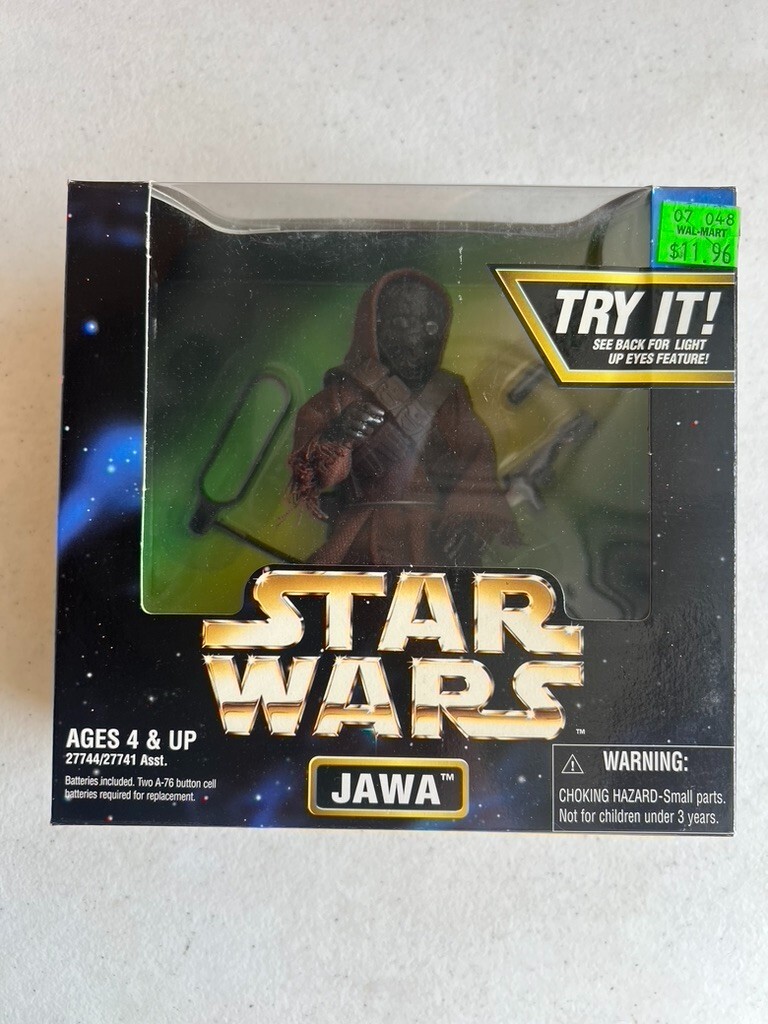 07 048
WAL-MART
$11.96
TRY IT!
SEE BACK FOR LIGHT
UP EYES FEATURE!
STAR
WARS™
AGES 4 & UP
27744/27741 Asst.
Batteries included. Two A-76 button cell
batteries required for replacement.
JAWA™
WARNING:
CHOKING HAZARD-Small parts.
Not for children under 3 years.